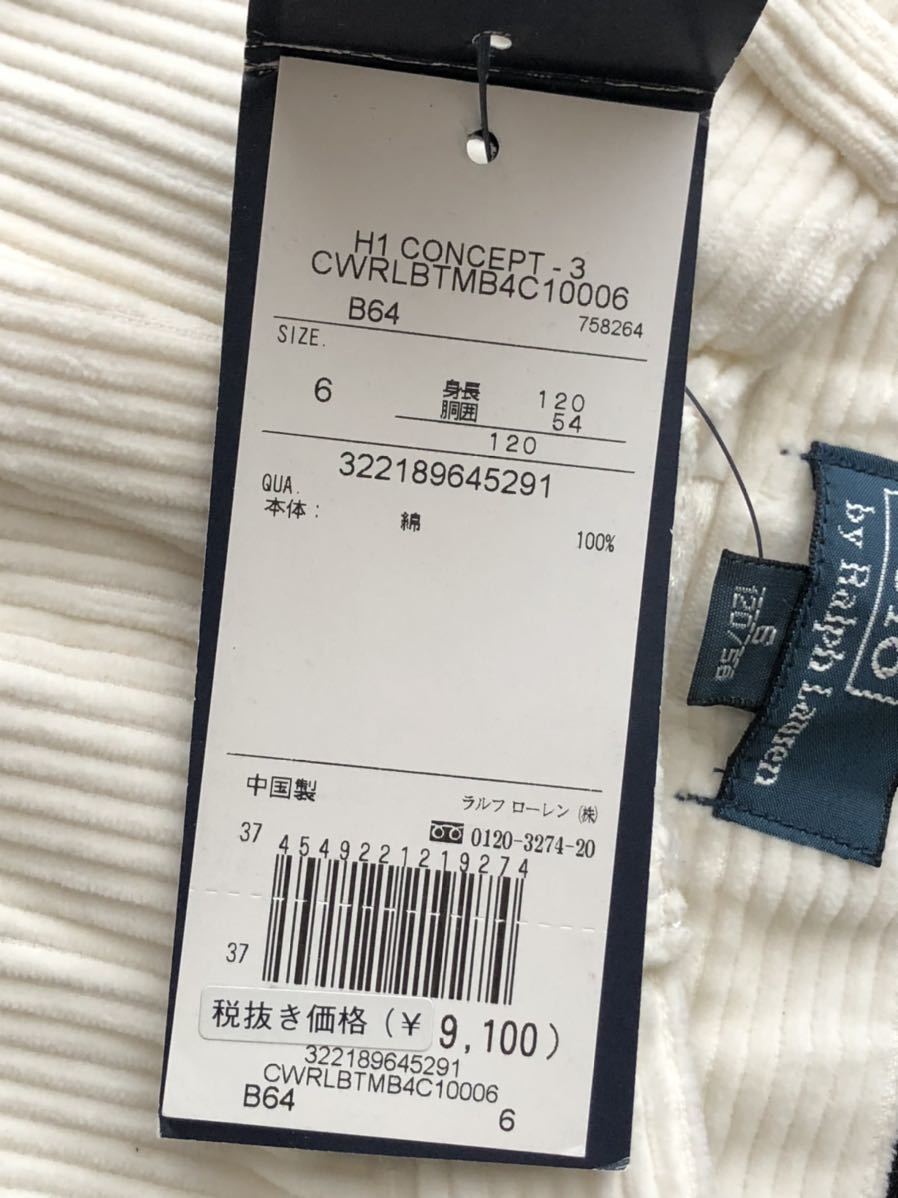 H1 CONCEPT - 3
CWRLBTMB4C10006
B64 758264
SIZE.
6 身長 120
胴囲 54
120
322189645291
QUA.
本体： 綿 100%
中国製 ラルフ ローレン ㈱
0120-3274-20
37 4549221219274
37
税抜き価格（￥ 9,100）
322189645291
CWRLBTMB4C10006
B64 6
by Ralph Lauren
6